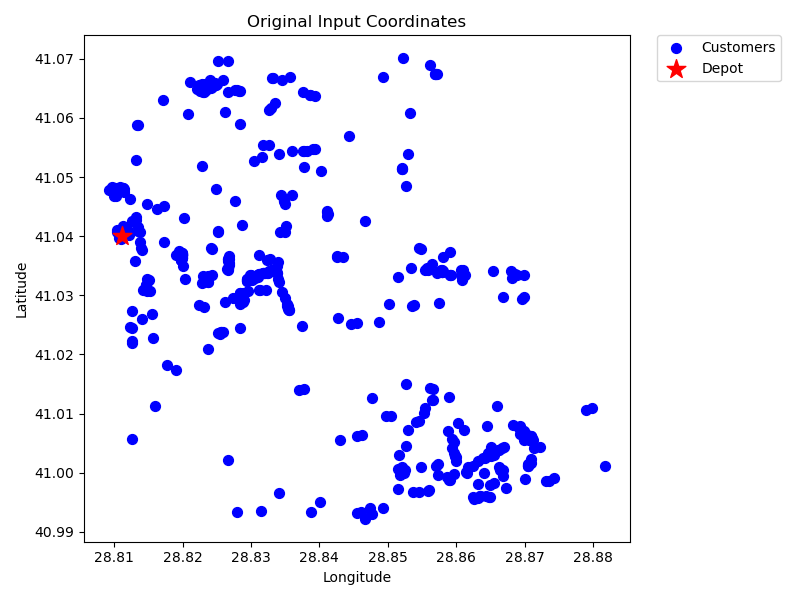 Original Input Coordinates
Customers
Depot
Latitude
41.07
41.06
41.05
41.04
41.03
41.02
41.01
41.00
40.99
28.81 28.82 28.83 28.84 28.85 28.86 28.87 28.88
Longitude